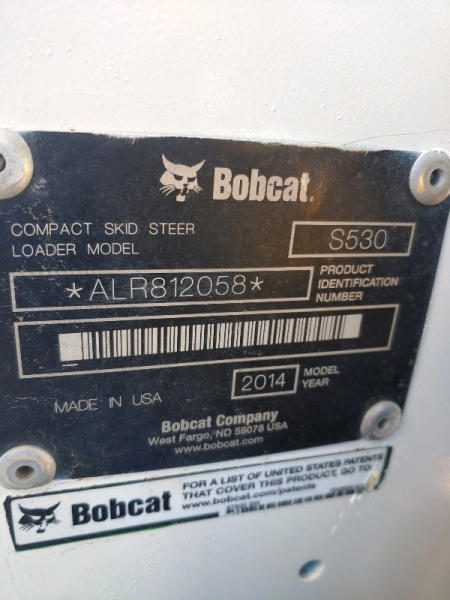 Bobcat.
COMPACT SKID STEER
LOADER MODEL
S530
*ALR812058*
PRODUCT
IDENTIFICATION
NUMBER
2014
MODEL
YEAR
MADE IN USA
Bobcat Company
West Fargo, ND 58078 USA
www.bobcat.com
Bobcat
FOR A LIST OF UNITED STATES PATENTS
THAT COVER THIS PRODUCT, GO TO:
www.bobcat.com/patents